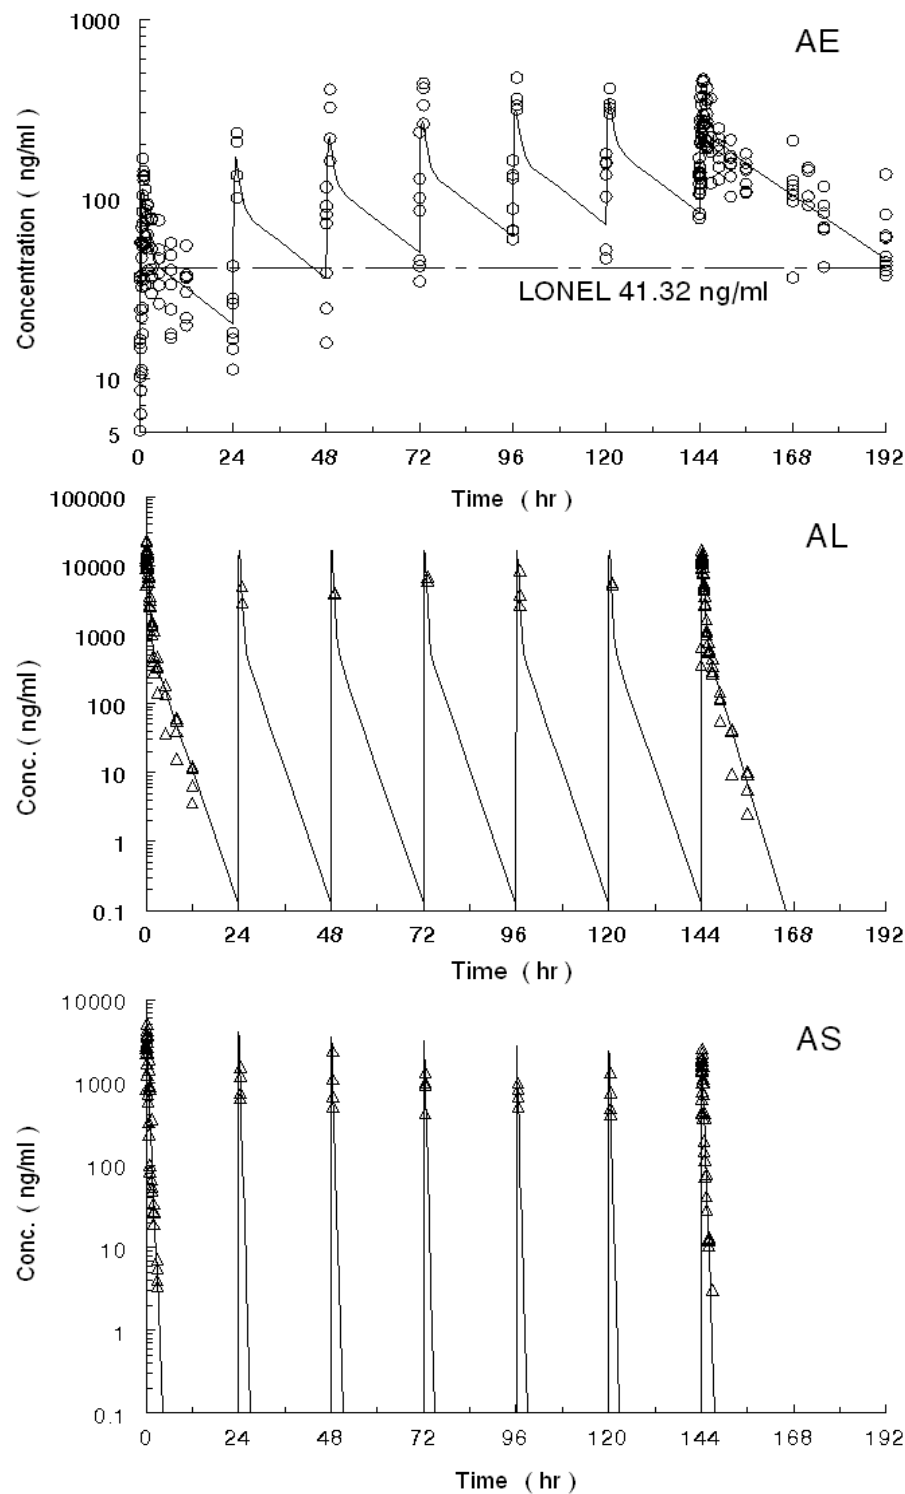 1000
AE
100
Concentration ( ng/ml )
LONEL 41.32 ng/ml
10
5
0 24 48 72 96 120 144 168 192
Time ( hr )
100000
AL
10000
1000
100
Conc. ( ng/ml )
10
1
0.1
0 24 48 72 96 120 144 168 192
Time ( hr )
10000
AS
1000
100
Conc. ( ng/ml )
10
1
0.1
0 24 48 72 96 120 144 168 192
Time ( hr )